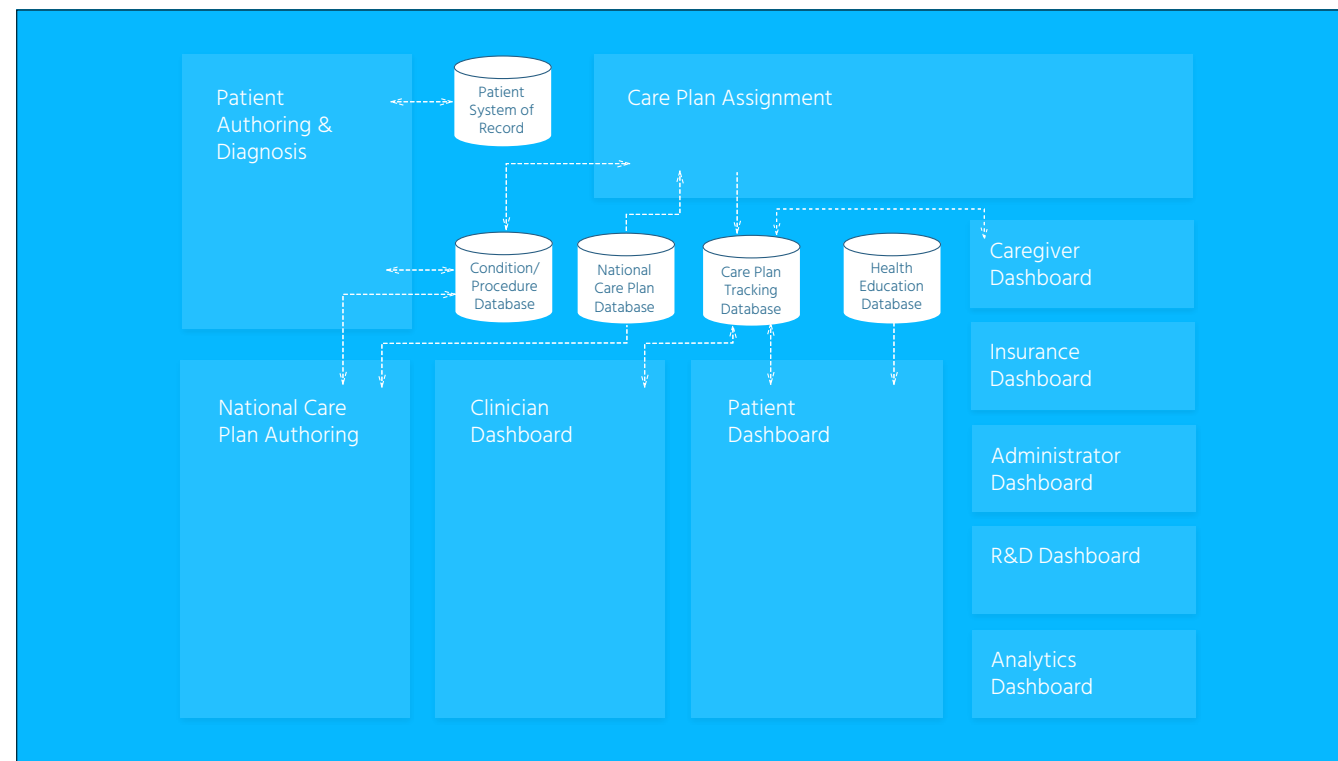 Patient
Authoring &
Diagnosis
Patient
System of
Record
Care Plan Assignment
Condition/
Procedure
Database
National
Care Plan
Database
Care Plan
Tracking
Database
Health
Education
Database
Caregiver
Dashboard
Insurance
Dashboard
National Care
Plan Authoring
Clinician
Dashboard
Patient
Dashboard
Administrator
Dashboard
R&D Dashboard
Analytics
Dashboard